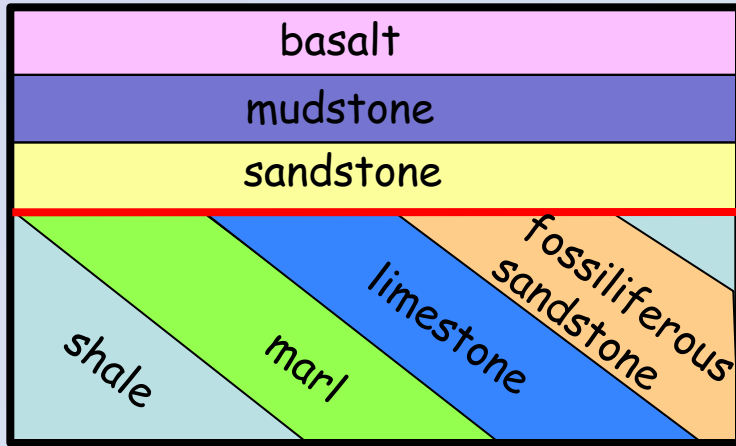 basalt
mudstone
sandstone
fossiliferous
sandstone
limestone
marl
shale